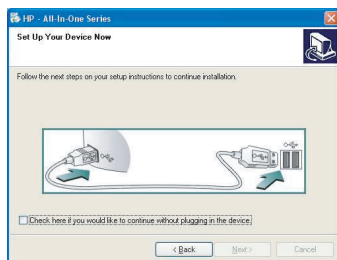 HP - All-In-One Series
Set Up Your Device Now
Follow the next steps on your setup instructions to continue installation.
Check here if you would like to continue without plugging in the device.
< Back
Next >
Cancel